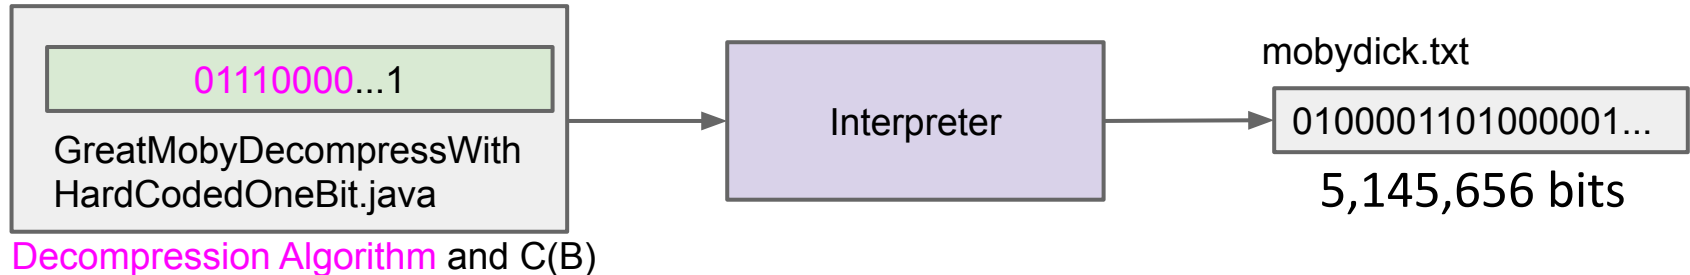 01110000...1
GreatMobyDecompressWith
HardCodedOneBit.java
Decompression Algorithm and C(B)
Interpreter
mobydick.txt
0100001101000001...
5,145,656 bits